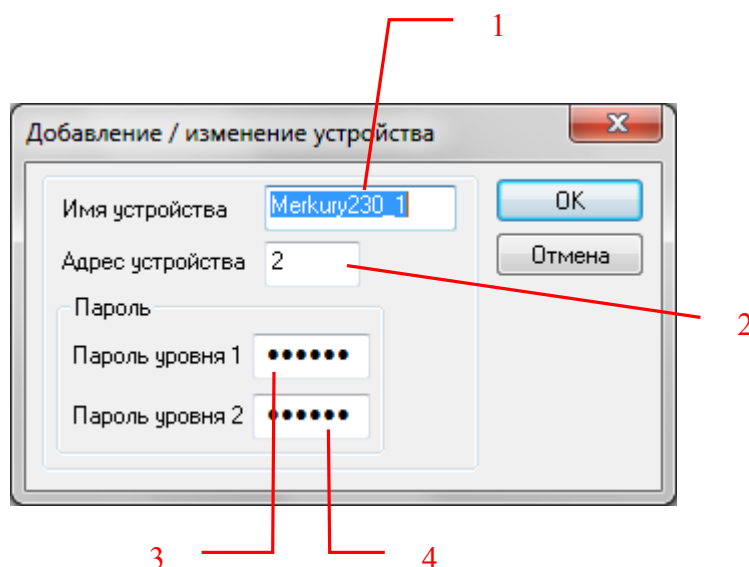 1
Добавление / изменение устройства
Имя устройства Merkury230_1 OK
Адрес устройства 2 Отмена
2
Пароль
Пароль уровня 1 ••••••
Пароль уровня 2 ••••••
3 4